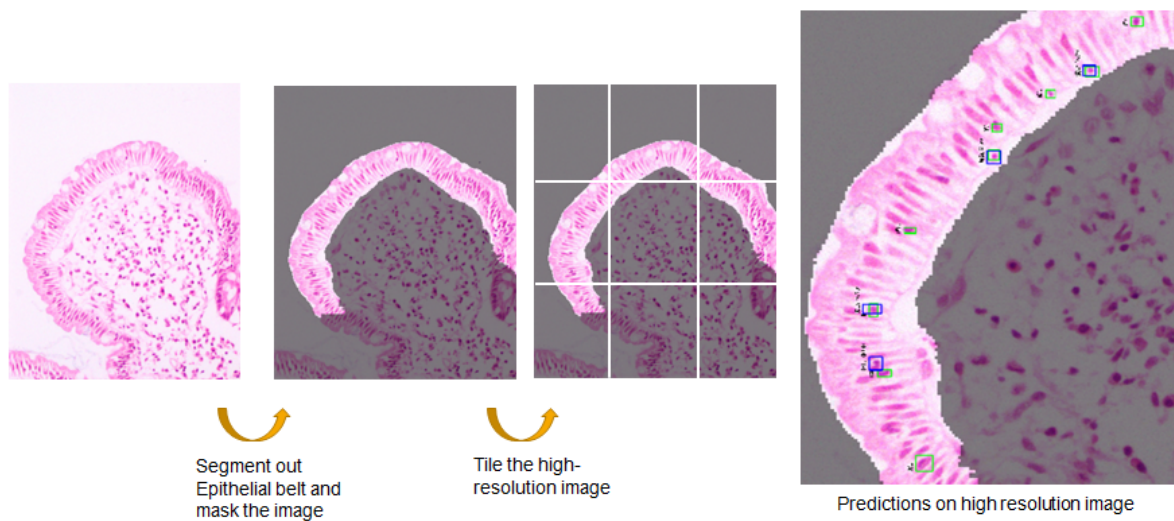 Segment out
Epithelial belt and
mask the image
Tile the high-
resolution image
Predictions on high resolution image